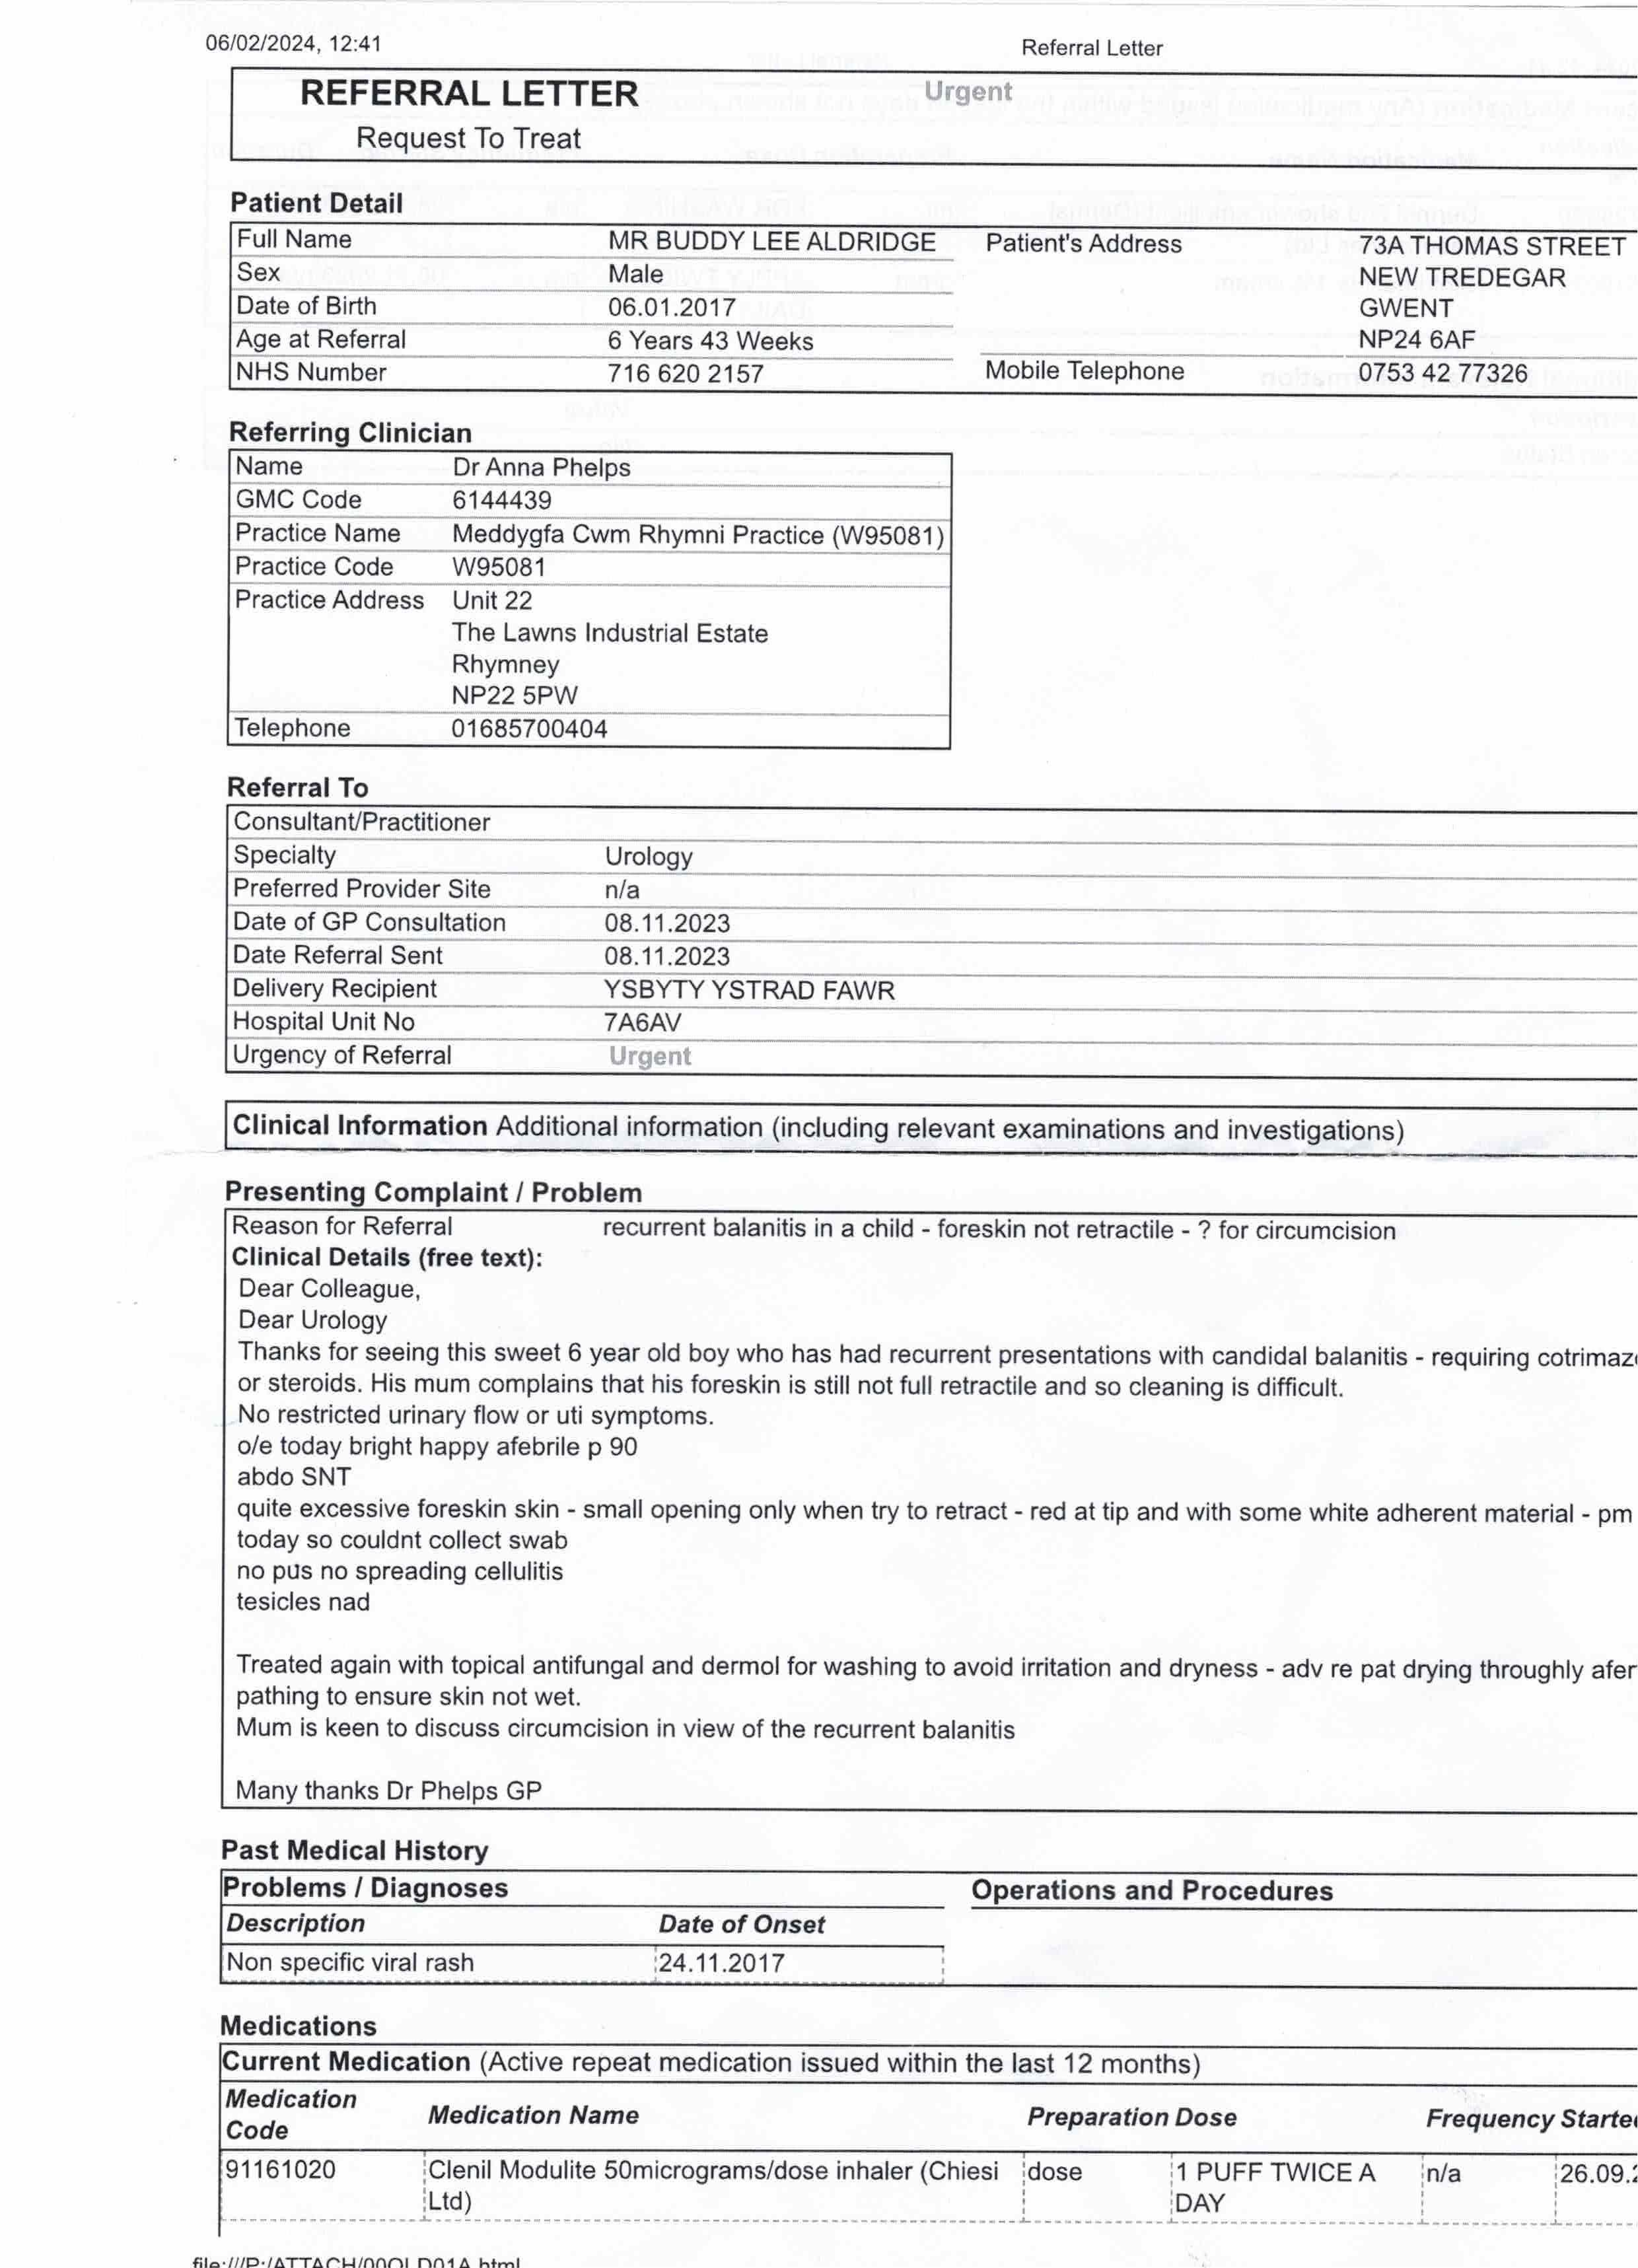 06/02/2024, 12:41
Referral Letter
REFERRAL LETTER
Urgent
Request To Treat
Patient Detail
Full Name MR BUDDY LEE ALDRIDGE Patient's Address 73A THOMAS STREET
Sex Male NEW TREDEGAR
Date of Birth 06.01.2017 GWENT
Age at Referral 6 Years 43 Weeks NP24 6AF
NHS Number 716 620 2157 Mobile Telephone 0753 42 77326
Referring Clinician
Name Dr Anna Phelps
GMC Code 6144439
Practice Name Meddygfa Cwm Rhymni Practice (W95081)
Practice Code W95081
Practice Address Unit 22
The Lawns Industrial Estate
Rhymney
NP22 5PW
Telephone 01685700404
Referral To
Consultant/Practitioner
Specialty Urology
Preferred Provider Site n/a
Date of GP Consultation 08.11.2023
Date Referral Sent 08.11.2023
Delivery Recipient YSBYTY YSTRAD FAWR
Hospital Unit No 7A6AV
Urgency of Referral Urgent
Clinical Information Additional information (including relevant examinations and investigations)
Presenting Complaint / Problem
Reason for Referral recurrent balanitis in a child - foreskin not retractile - ? for circumcision
Clinical Details (free text):
Dear Colleague,
Dear Urology
Thanks for seeing this sweet 6 year old boy who has had recurrent presentations with candidal balanitis - requiring cotrimaz
or steroids. His mum complains that his foreskin is still not full retractile and so cleaning is difficult.
No restricted urinary flow or uti symptoms.
o/e today bright happy afebrile p 90
abdo SNT
quite excessive foreskin skin - small opening only when try to retract - red at tip and with some white adherent material - pm
today so couldnt collect swab
no pus no spreading cellulitis
tesicles nad
Treated again with topical antifungal and dermol for washing to avoid irritation and dryness - adv re pat drying throughly afer
pathing to ensure skin not wet.
Mum is keen to discuss circumcision in view of the recurrent balanitis
Many thanks Dr Phelps GP
Past Medical History
Problems / Diagnoses Operations and Procedures
Description Date of Onset
Non specific viral rash 24.11.2017
Medications
Current Medication (Active repeat medication issued within the last 12 months)
Medication Code Medication Name Preparation Dose Frequency Starte
91161020 Clenil Modulite 50micrograms/dose inhaler (Chiesi dose 1 PUFF TWICE A n/a 26.09.
Ltd) DAY
file:///P:/ATTACH/00OLD01A.html